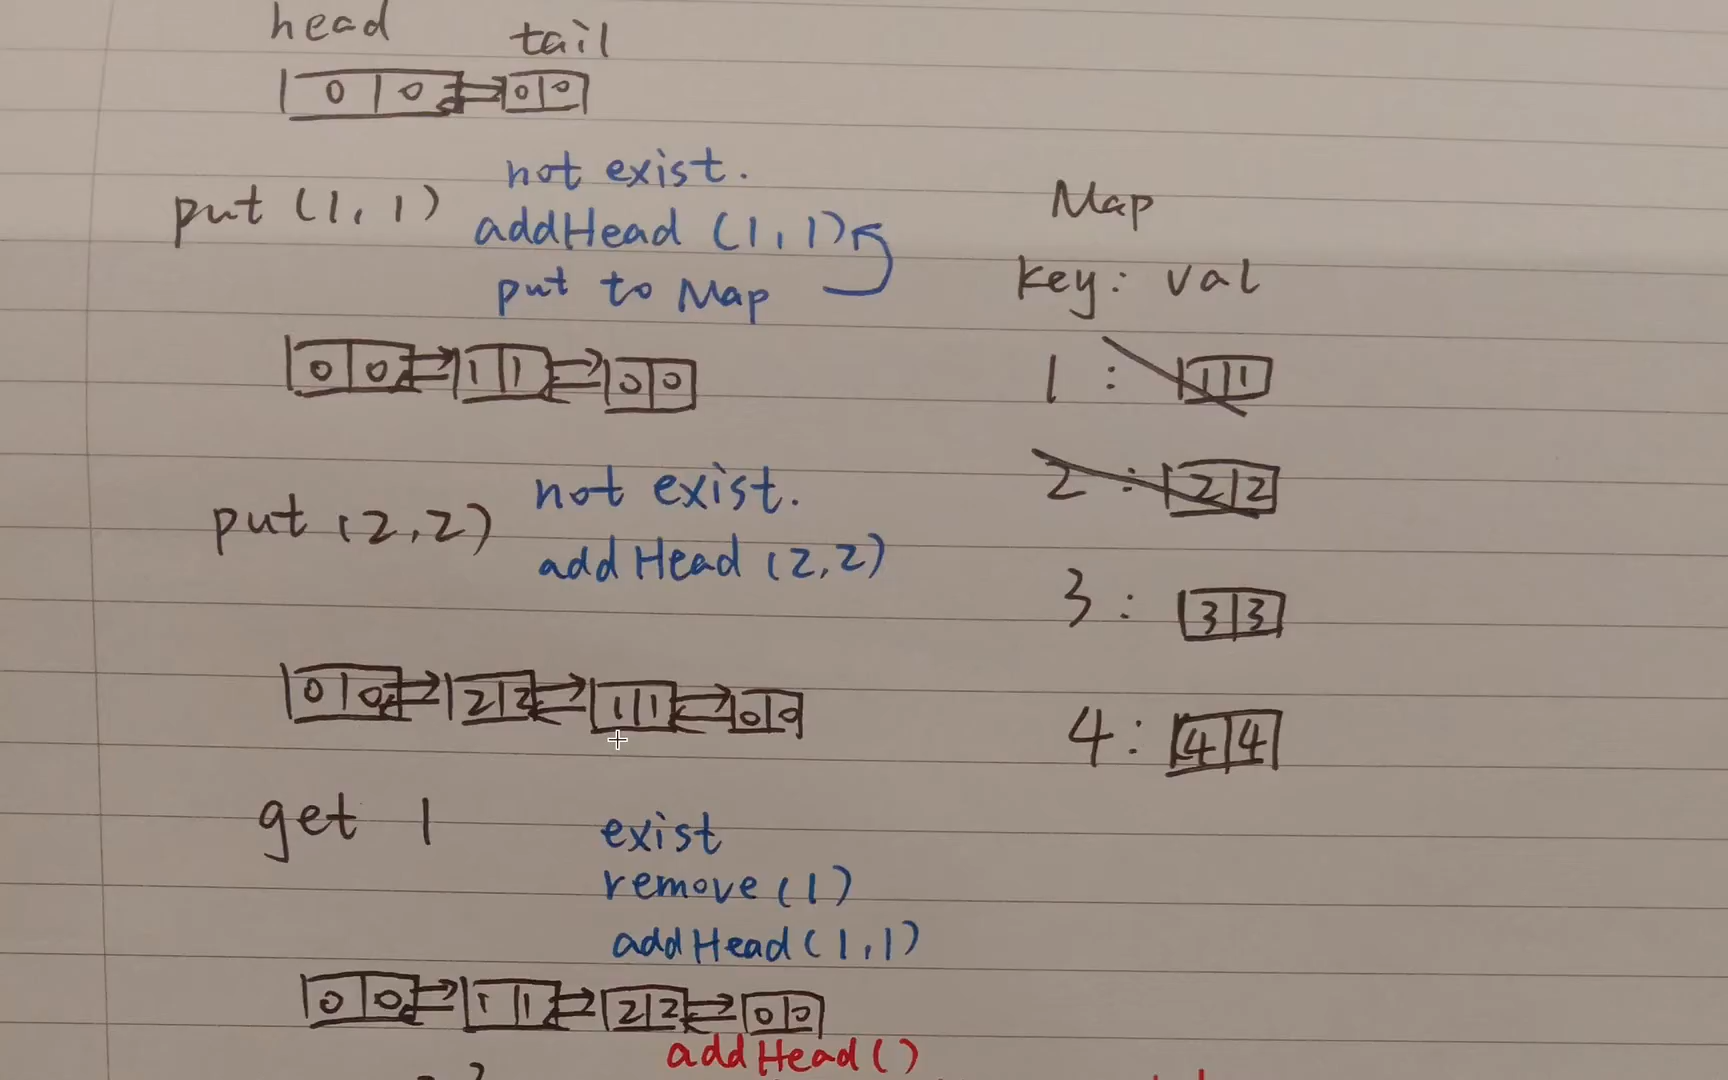 head tail
0 0 0 0
not exist.
put (1, 1)
addHead (1, 1)
put to Map
0 0 1 1 0 0
not exist.
put (2,2)
addHead (2,2)
0 0 2 2 1 1 0 0
get 1
exist
remove (1)
addHead (1,1)
0 0 1 1 2 2 0 0
addHead ()
Map
key: val
1 : 1 1
2 : 2 2
3 : 3 3
4 : 4 4